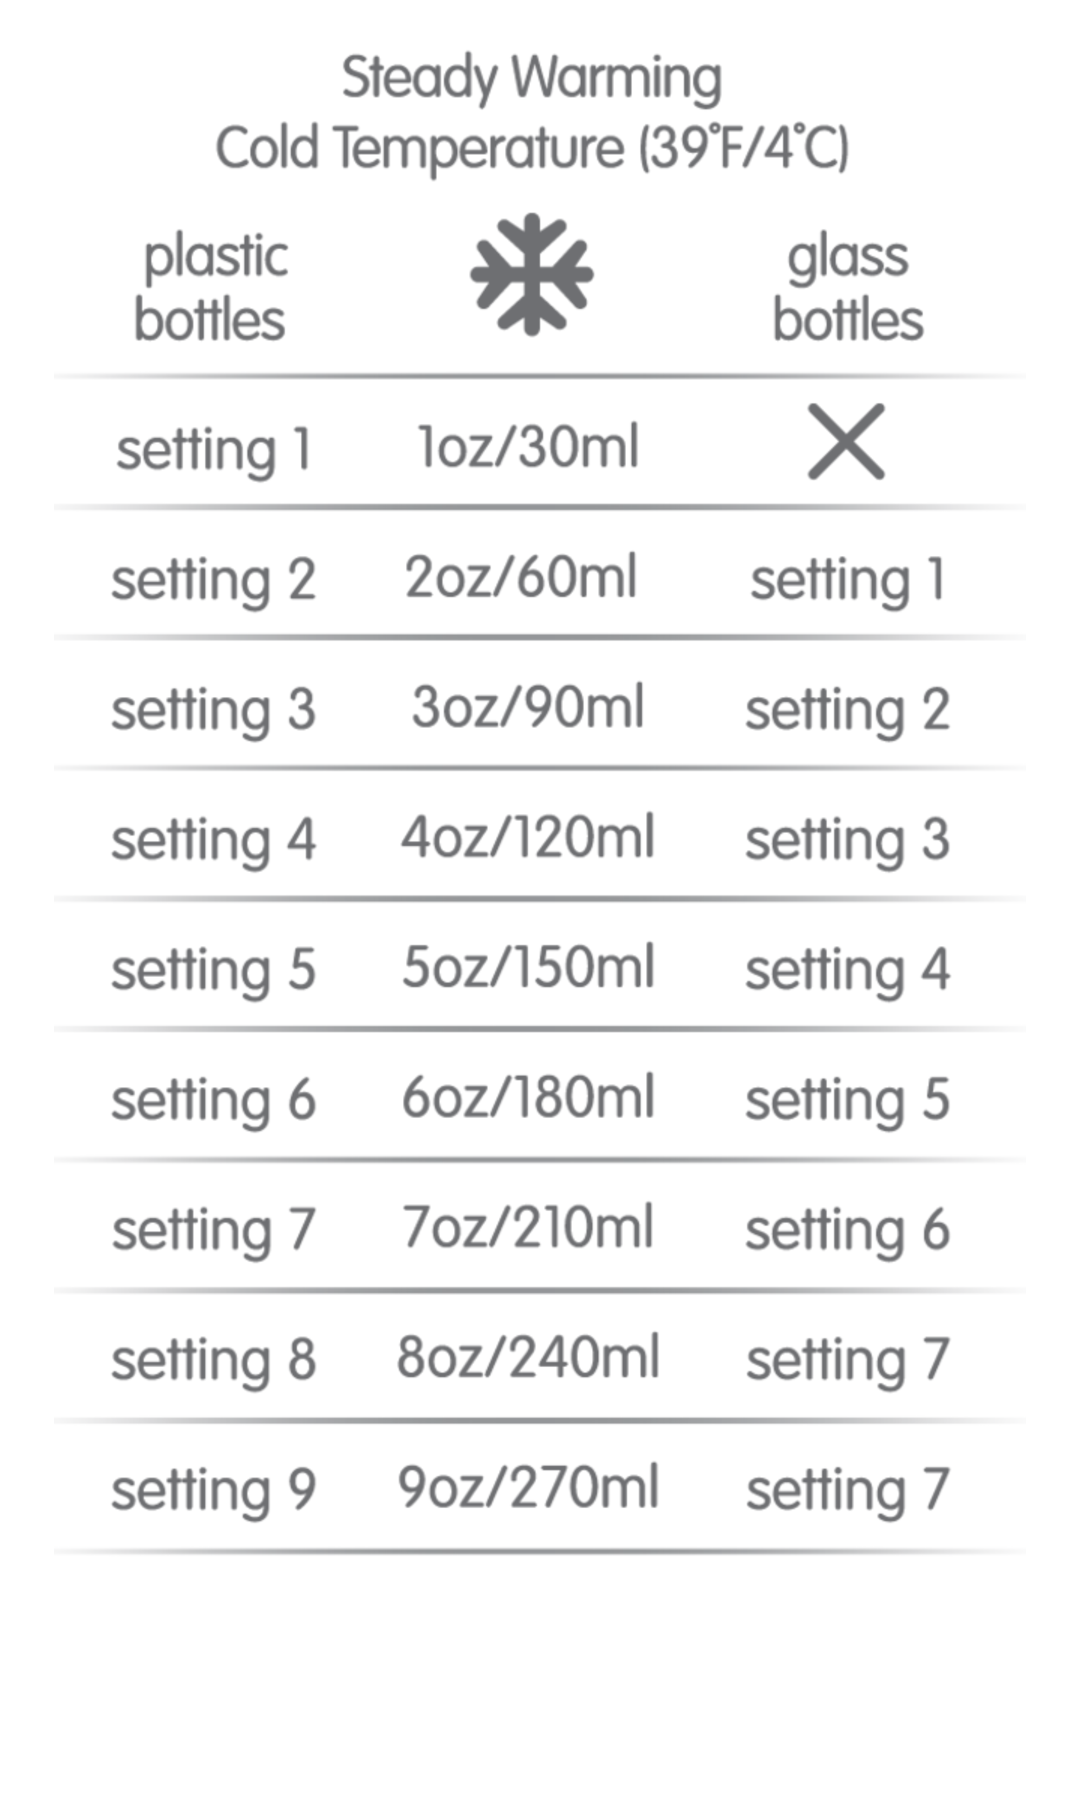 Steady Warming
Cold Temperature (39°F/4°C)
plastic
bottles
glass
bottles
setting 1 1oz/30ml
setting 2 2oz/60ml setting 1
setting 3 3oz/90ml setting 2
setting 4 4oz/120ml setting 3
setting 5 5oz/150ml setting 4
setting 6 6oz/180ml setting 5
setting 7 7oz/210ml setting 6
setting 8 8oz/240ml setting 7
setting 9 9oz/270ml setting 7